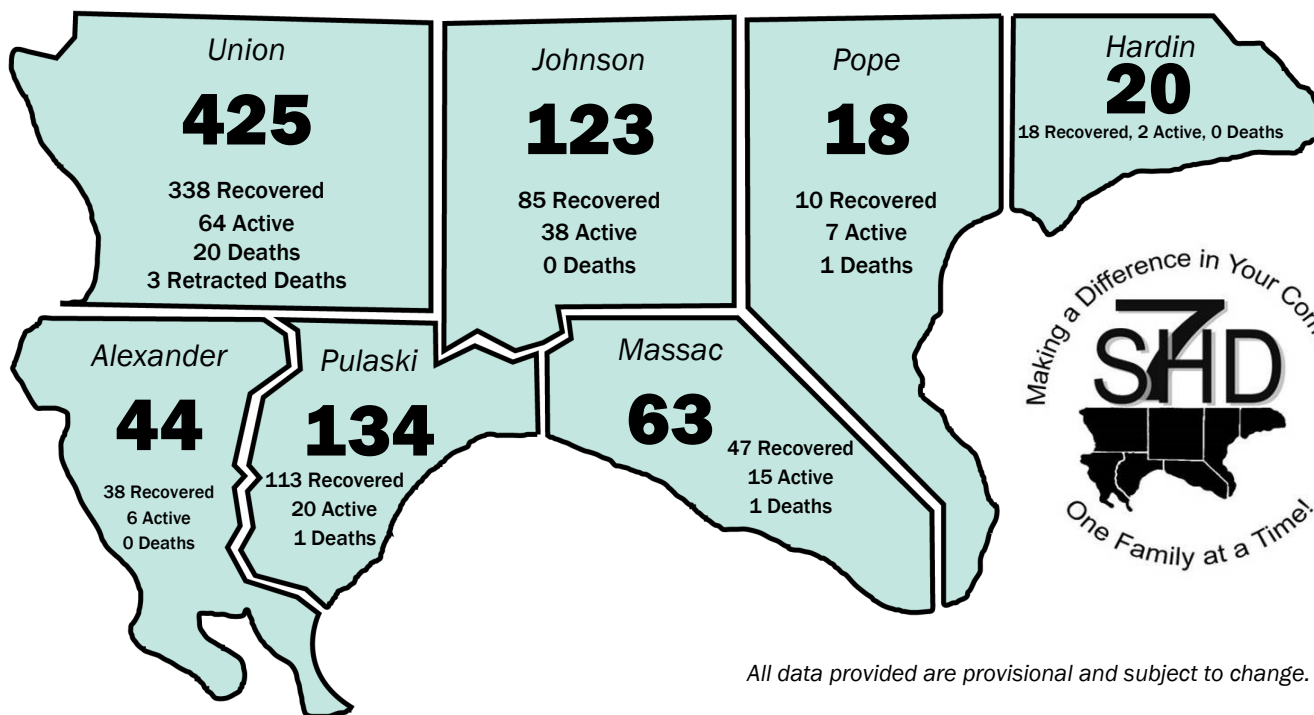 Union
425
338 Recovered
64 Active
20 Deaths
3 Retracted Deaths
Johnson
123
85 Recovered
38 Active
0 Deaths
Pope
18
10 Recovered
7 Active
1 Deaths
Hardin
20
18 Recovered, 2 Active, 0 Deaths
Alexander
44
38 Recovered
6 Active
0 Deaths
Pulaski
134
113 Recovered
20 Active
1 Deaths
Massac
63
47 Recovered
15 Active
1 Deaths
Making a Difference in Your
S7HD
One Family at a Time!
All data provided are provisional and subject to change.